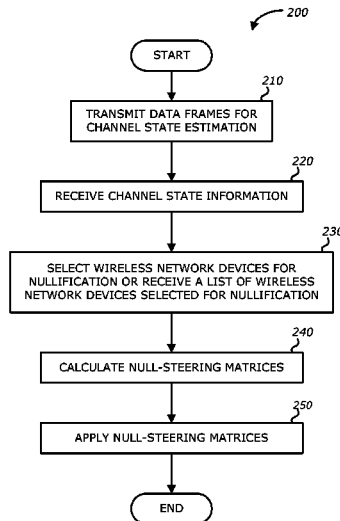 200
START
210
TRANSMIT DATA FRAMES FOR
CHANNEL STATE ESTIMATION
220
RECEIVE CHANNEL STATE INFORMATION
230
SELECT WIRELESS NETWORK DEVICES FOR
NULLIFICATION OR RECEIVE A LIST OF WIRELESS
NETWORK DEVICES SELECTED FOR NULLIFICATION
240
CALCULATE NULL-STEERING MATRICES
250
APPLY NULL-STEERING MATRICES
END